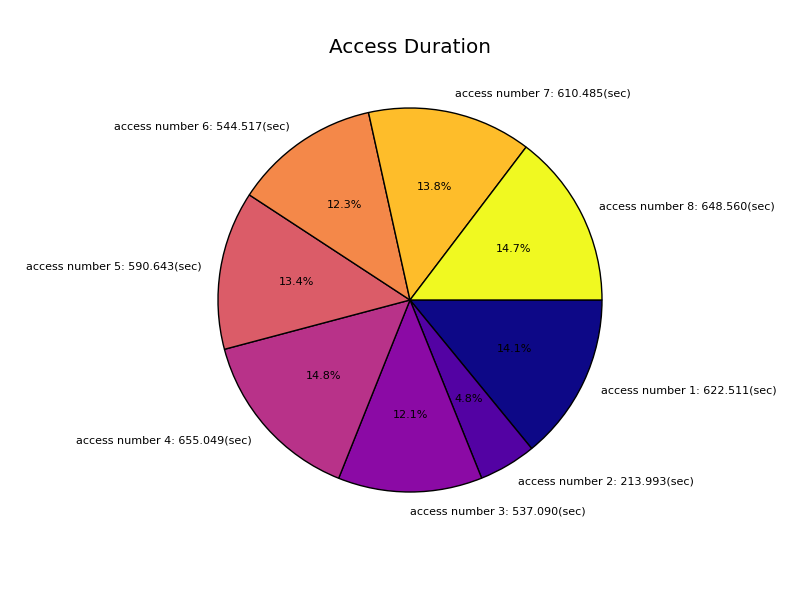 Access Duration
access number 7: 610.485(sec)
access number 6: 544.517(sec)
13.8%
12.3%
access number 8: 648.560(sec)
14.7%
access number 5: 590.643(sec)
13.4%
14.1%
14.8%
access number 1: 622.511(sec)
4.8%
12.1%
access number 4: 655.049(sec)
access number 2: 213.993(sec)
access number 3: 537.090(sec)